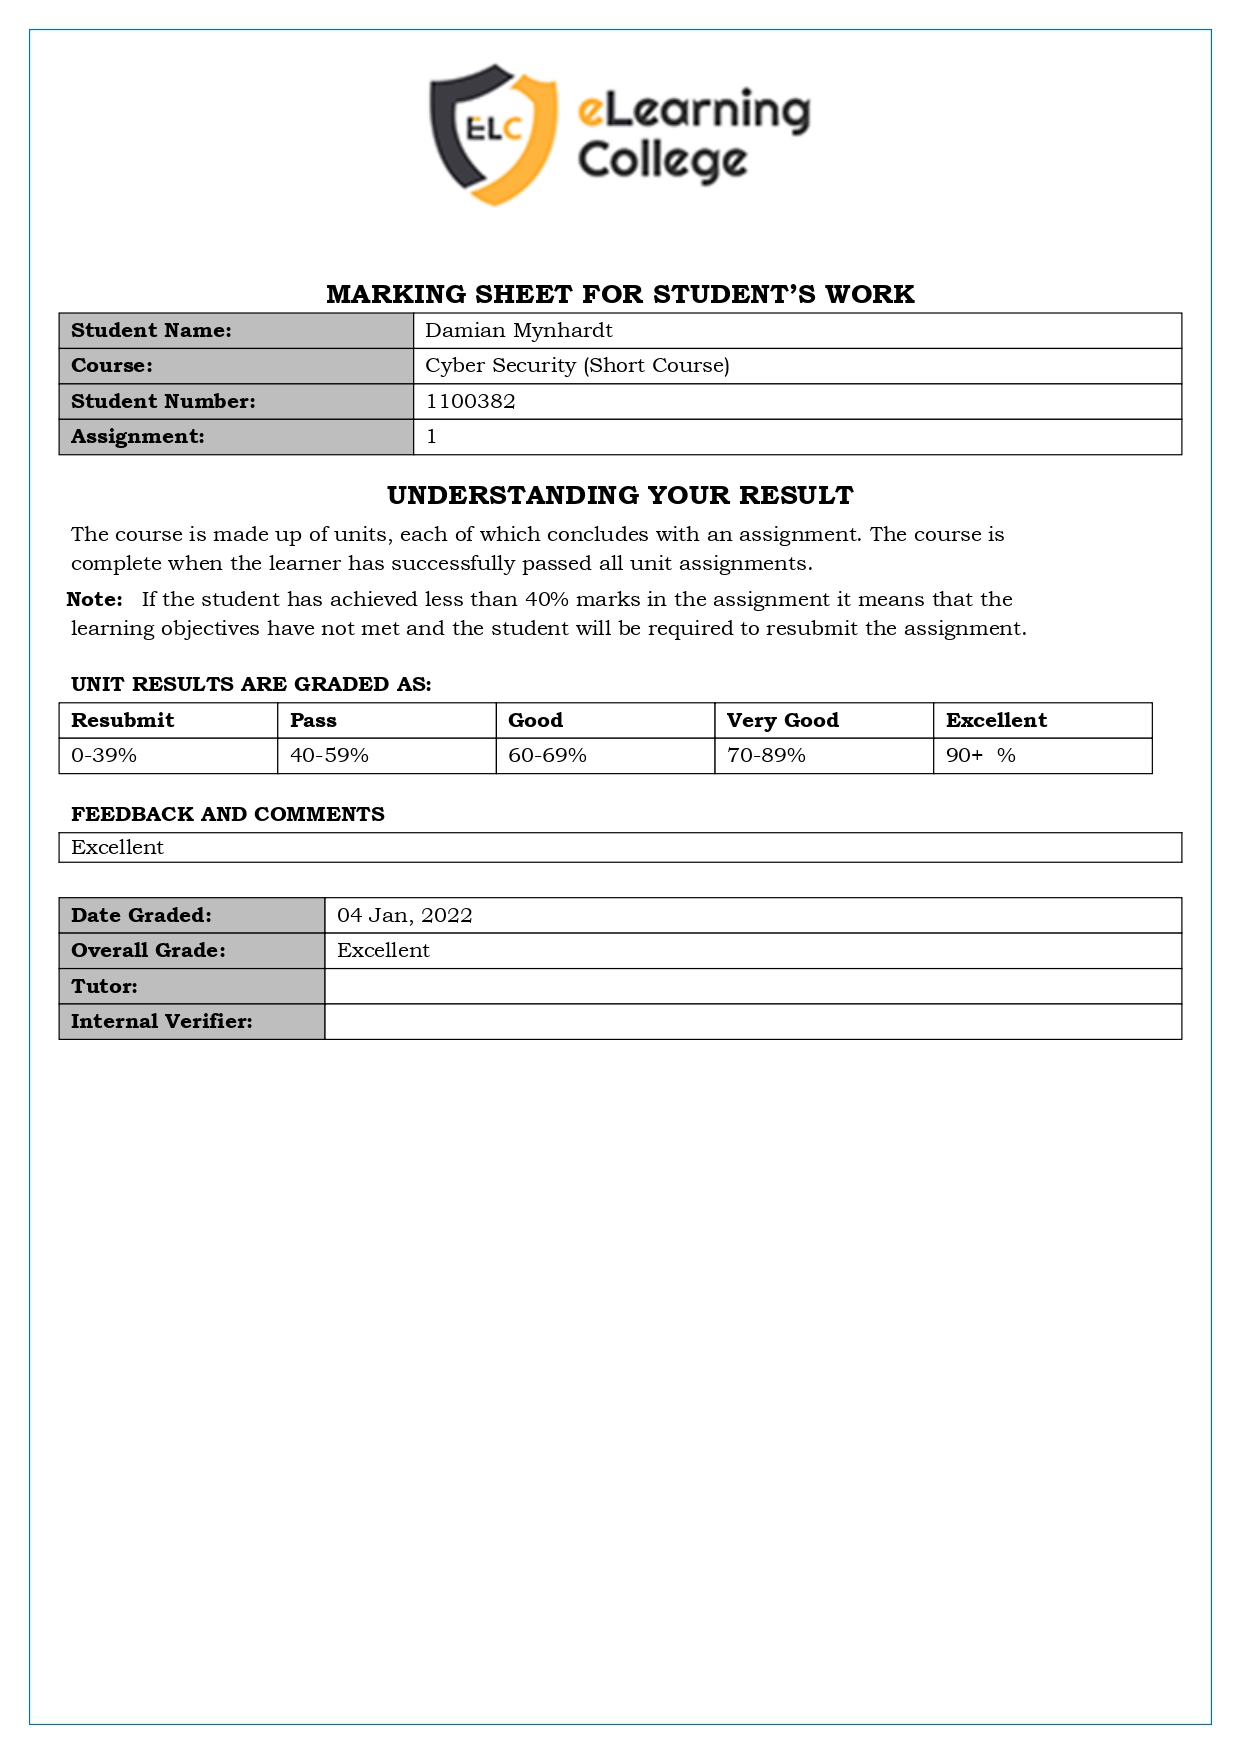 ELC
eLearning
College
MARKING SHEET FOR STUDENT’S WORK
Student Name: Damian Mynhardt
Course: Cyber Security (Short Course)
Student Number: 1100382
Assignment: 1
UNDERSTANDING YOUR RESULT
The course is made up of units, each of which concludes with an assignment. The course is
complete when the learner has successfully passed all unit assignments.
Note: If the student has achieved less than 40% marks in the assignment it means that the
learning objectives have not met and the student will be required to resubmit the assignment.
UNIT RESULTS ARE GRADED AS:
Resubmit Pass Good Very Good Excellent
0-39% 40-59% 60-69% 70-89% 90+ %
FEEDBACK AND COMMENTS
Excellent
Date Graded: 04 Jan, 2022
Overall Grade: Excellent
Tutor:
Internal Verifier: